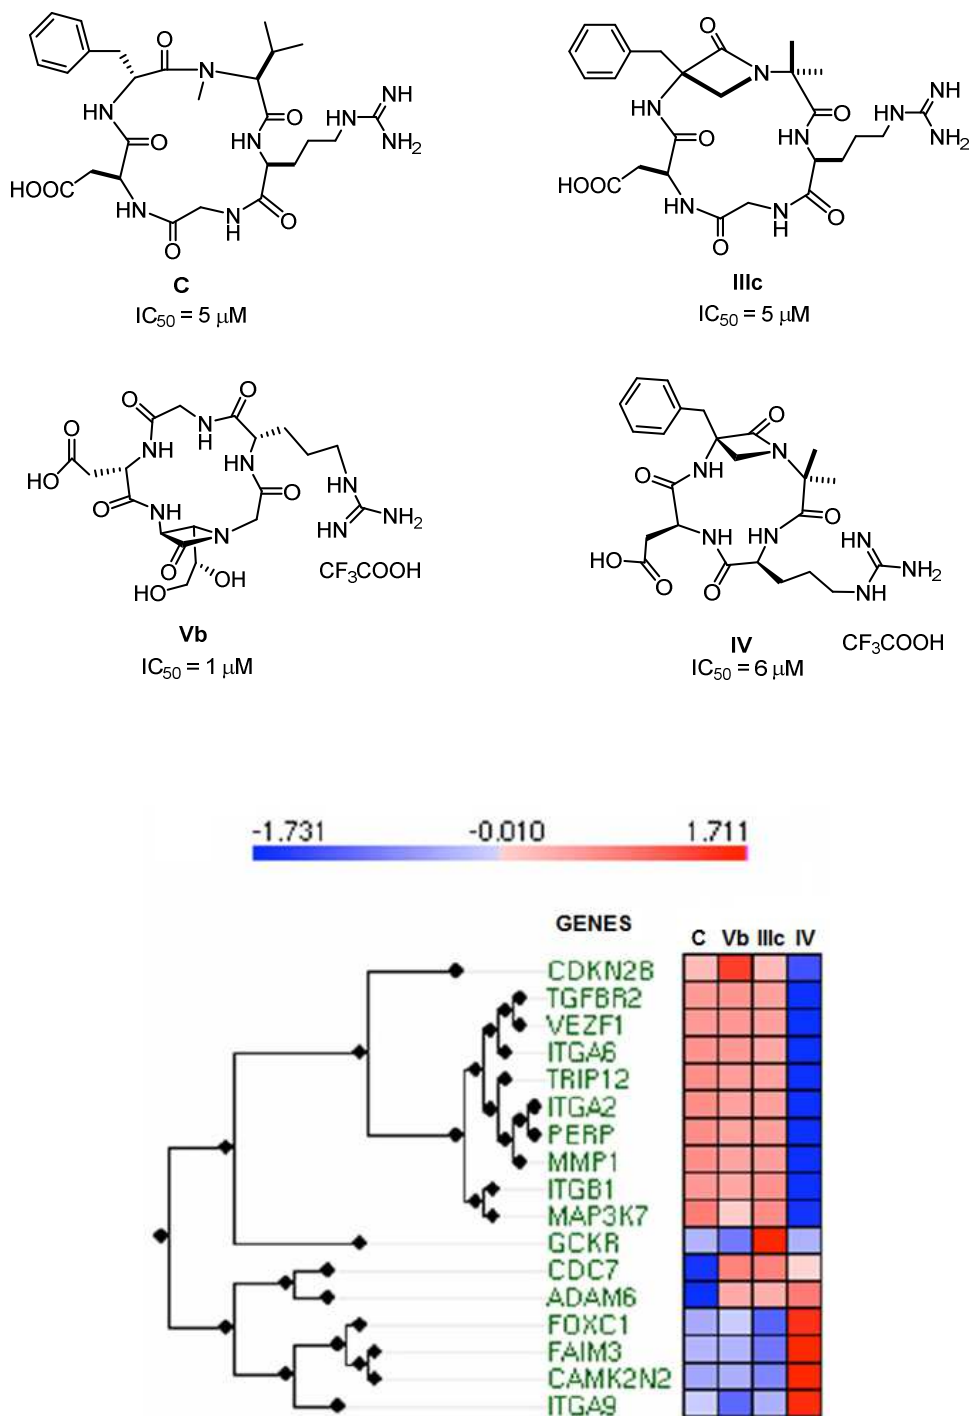 O
N
O
HN
O
HOOC
HN
O
N
H
O
HN
O
HN
NH
NH2
C
IC50 = 5 µM
O
N
HN
O
HOOC
NH
O
N
H
O
HN
O
HN
NH
NH2
IIIc
IC50 = 5 µM
O
O
O
N
H
NH
HO
O
HN
O
NH
N
O
HN
NH2
HO
OH
CF3COOH
Vb
IC50 = 1 µM
O
N
O
NH
O
NH
HN
HO
O
O
HN
NH2
NH
CF3COOH
IV
IC50 = 6 µM
-1.731 -0.010 1.711
GENES C Vb IIIc IV
CDKN2B
TGFBR2
VEZF1
ITGA6
TRIP12
ITGA2
PERP
MMP1
ITGB1
MAP3K7
GCKR
CDC7
ADAM6
FOXC1
FAIM3
CAMK2N2
ITGA9